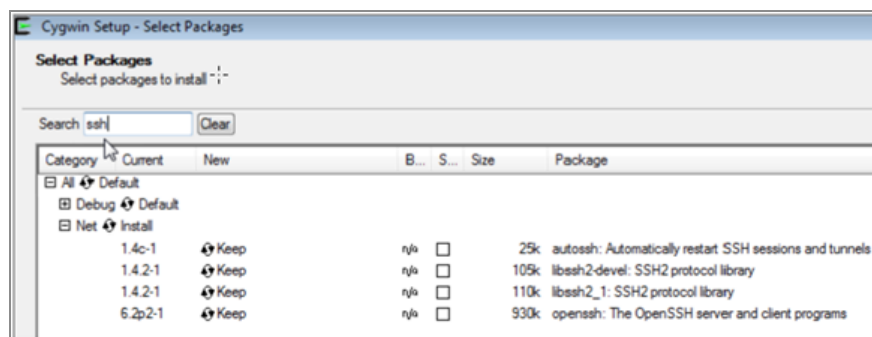 Cygwin Setup - Select Packages
Select Packages
Select packages to install
Search ssh Clear
Category Current New B... S... Size Package
All Default
Debug Default
Net Install
1.4c-1 Keep n/a 25k autossh: Automatically restart SSH sessions and tunnels
1.4.2-1 Keep n/a 105k libssh2-devel: SSH2 protocol library
1.4.2-1 Keep n/a 110k libssh2_1: SSH2 protocol library
6.2p2-1 Keep n/a 930k openssh: The OpenSSH server and client programs